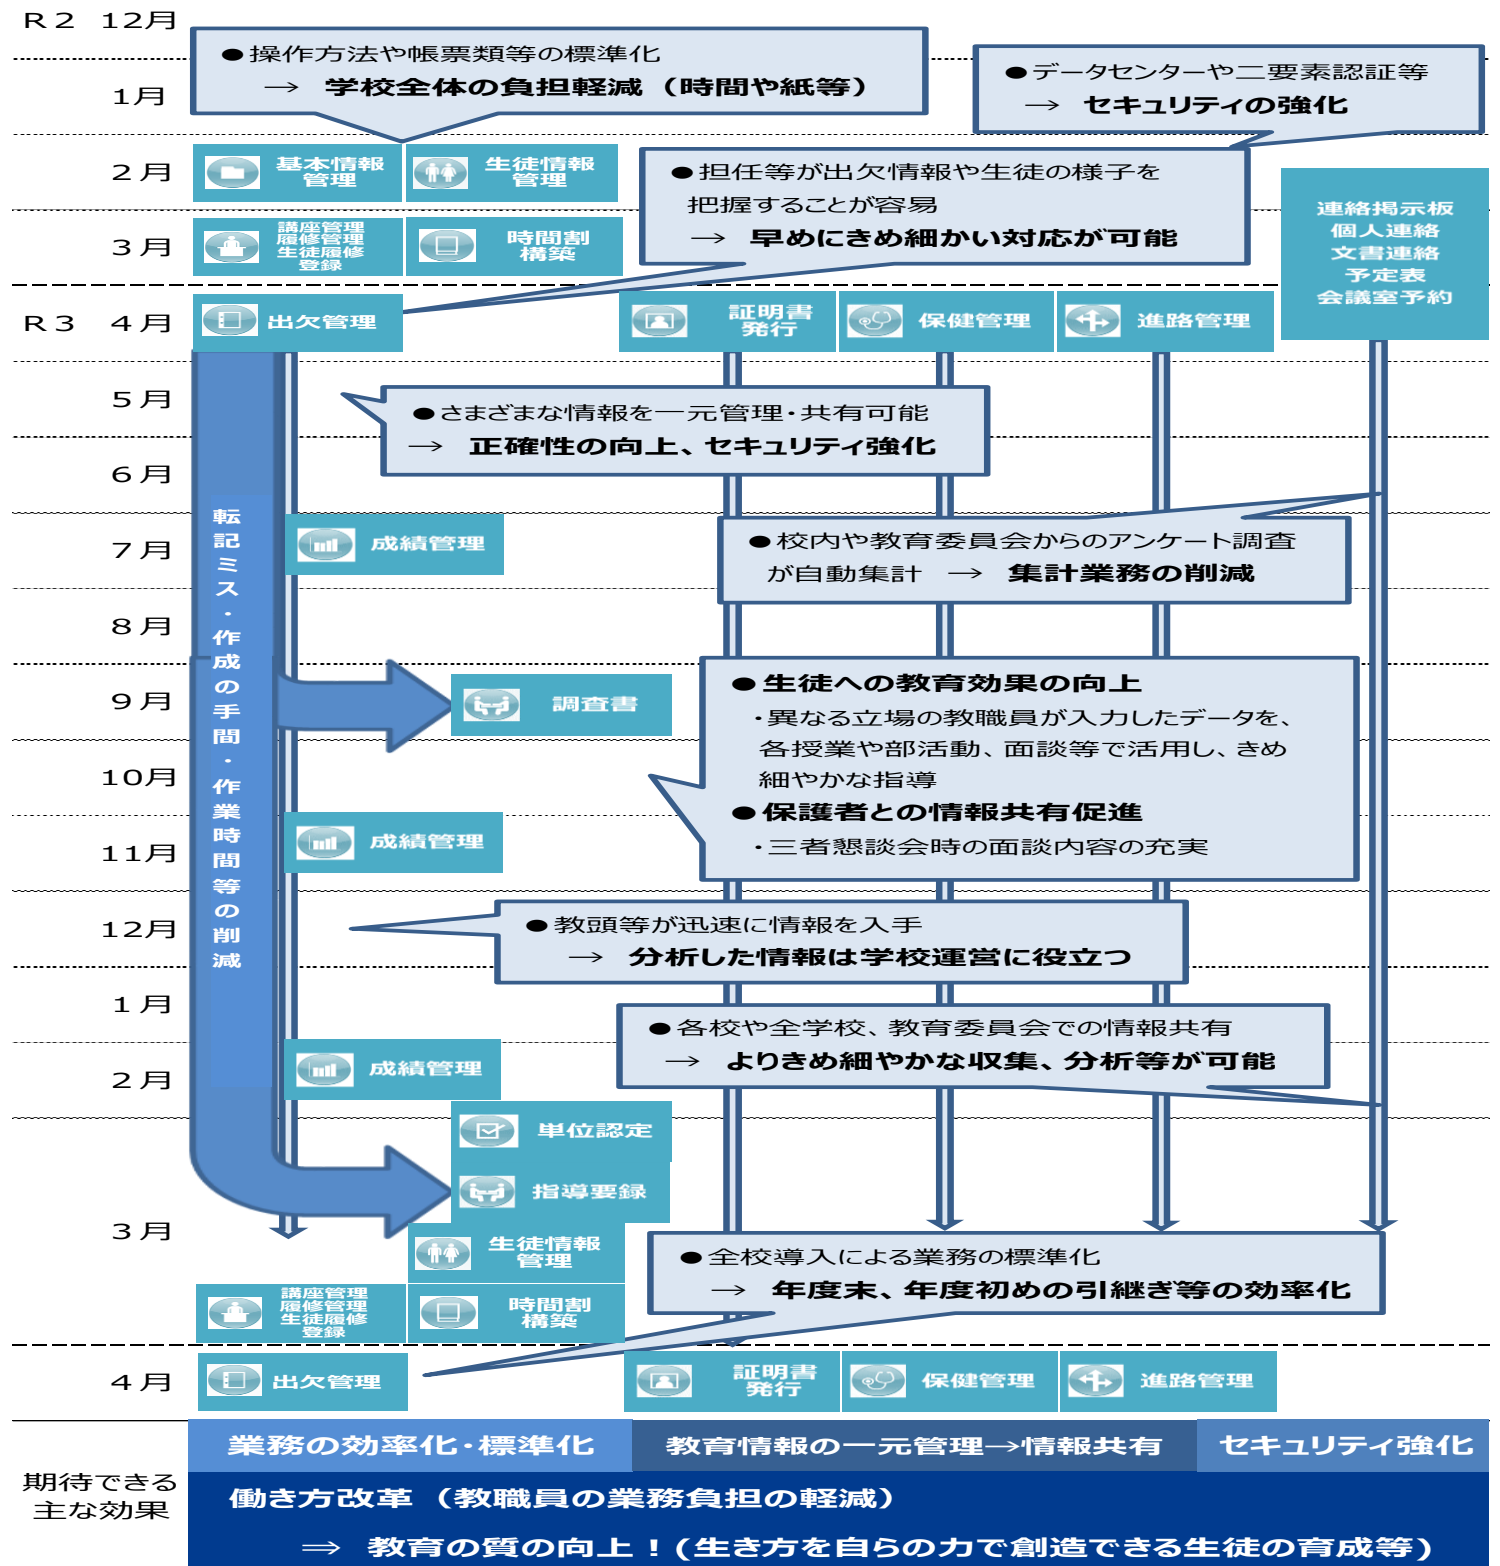 R２ 12月
●操作方法や帳票類等の標準化
→ 学校全体の負担軽減（時間や紙等）
●データセンターや二要素認証等
→ セキュリティの強化
1月
2月
基本情報
管理
生徒情報
管理
●担任等が出欠情報や生徒の様子を
把握することが容易
→ 早めにきめ細かい対応が可能
連絡掲示板
個人連絡
文書連絡
予定表
会議室予約
3月
講座管理
履修管理
生徒履修
登録
時間割
構築
R３ 4月
出欠管理
証明書
発行
保健管理
進路管理
5月
●さまざまな情報を一元管理・共有可能
→ 正確性の向上、セキュリティ強化
6月
転記ミス・作成の手間・作業時間等の削減
7月
成績管理
●校内や教育委員会からのアンケート調査
が自動集計 → 集計業務の削減
8月
9月
調査書
●生徒への教育効果の向上
・異なる立場の教職員が入力したデータを、
各授業や部活動、面談等で活用し、きめ
細やかな指導
●保護者との情報共有促進
・三者懇談会時の面談内容の充実
10月
11月
成績管理
12月
●教頭等が迅速に情報を入手
→ 分析した情報は学校運営に役立つ
1月
●各校や全学校、教育委員会での情報共有
→ よりきめ細やかな収集、分析等が可能
2月
成績管理
単位認定
指導要録
3月
生徒情報
管理
●全校導入による業務の標準化
→ 年度末、年度初めの引継ぎ等の効率化
講座管理
履修管理
生徒履修
登録
時間割
構築
4月
出欠管理
証明書
発行
保健管理
進路管理
期待できる
主な効果
業務の効率化・標準化
教育情報の一元管理→情報共有
セキュリティ強化
働き方改革（教職員の業務負担の軽減）
⇒ 教育の質の向上！(生き方を自らの力で創造できる生徒の育成等)